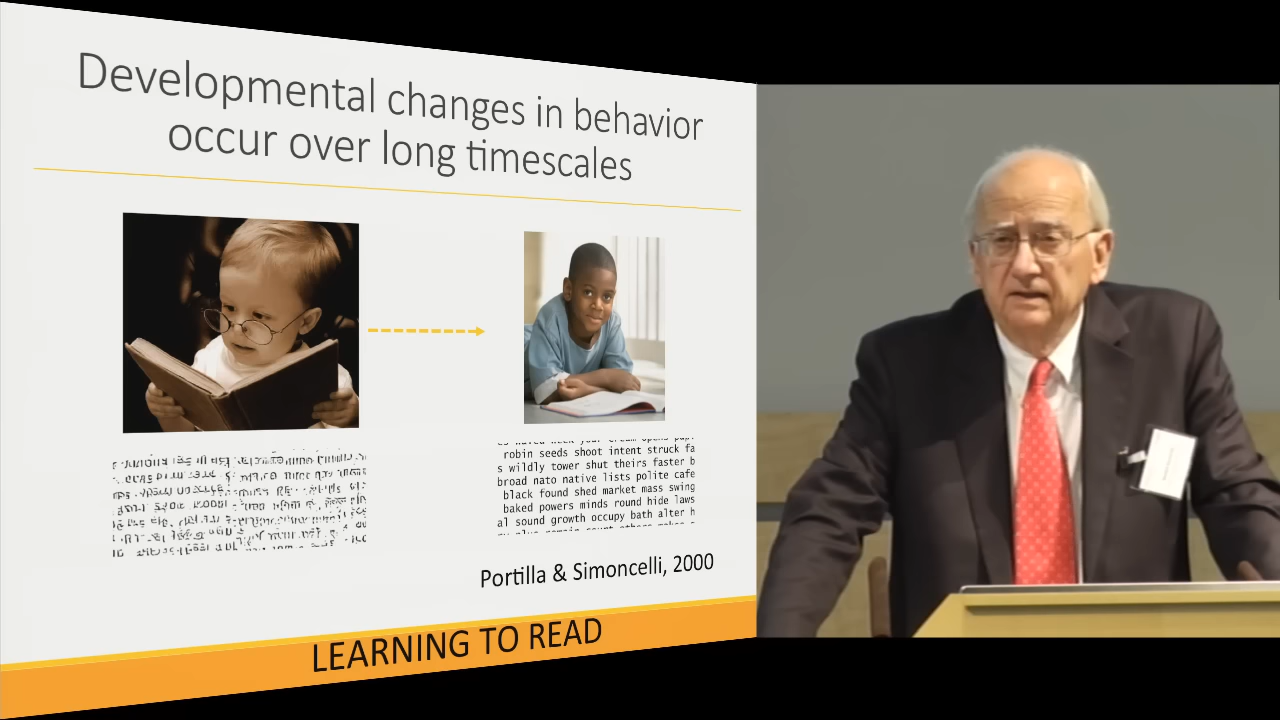 Developmental changes in behavior
occur over long timescales
robin seeds shoot intent struck fa
s wildly tower shut theirs faster b
broad nato native lists polite cafe
black found shed market mass swing
baked powers minds round hide laws
al sound growth occupy bath alter h
Portilla & Simoncelli, 2000
LEARNING TO READ